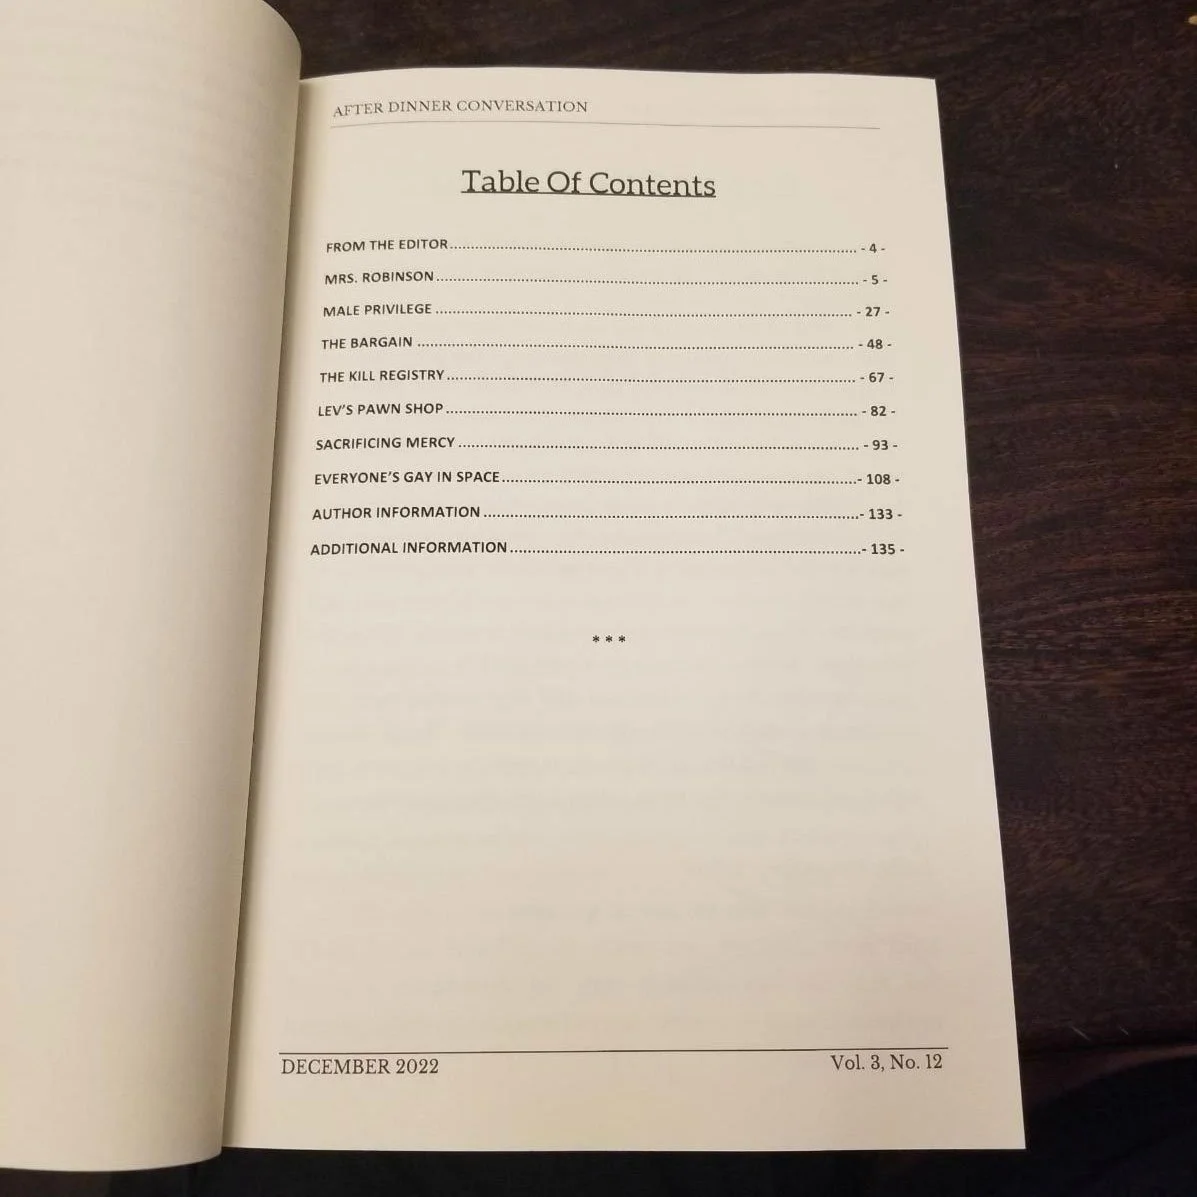 AFTER DINNER CONVERSATION
Table Of Contents
FROM THE EDITOR - 4 -
MRS. ROBINSON - 5 -
MALE PRIVILEGE - 27 -
THE BARGAIN - 48 -
THE KILL REGISTRY - 67 -
LEV'S PAWN SHOP - 82 -
SACRIFICING MERCY - 93 -
EVERYONE'S GAY IN SPACE - 108 -
AUTHOR INFORMATION - 133 -
ADDITIONAL INFORMATION - 135 -
* * *
DECEMBER 2022 Vol. 3, No. 12